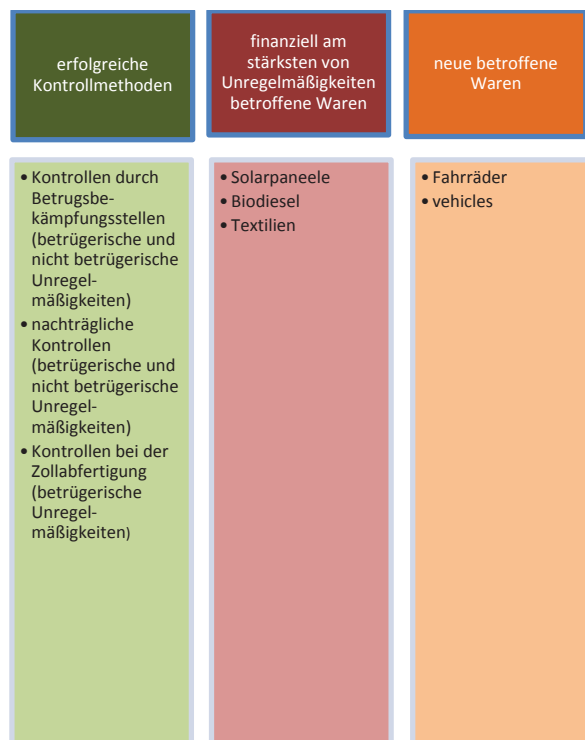 erfolgreiche
Kontrollmethoden
finanziell am
stärksten von
Unregelmäßigkeiten
betroffene Waren
neue betroffene
Waren
• Kontrollen durch
Betrugsbe-
kämpfungsstellen
(betrügerische und
nicht betrügerische
Unregel-
mäßigkeiten)
• nachträgliche
Kontrollen
(betrügerische und
nicht betrügerische
Unregel-
mäßigkeiten)
• Kontrollen bei der
Zollabfertigung
(betrügerische
Unregel-
mäßigkeiten)
• Solarpaneele
• Biodiesel
• Textilien
• Fahrräder
• vehicles